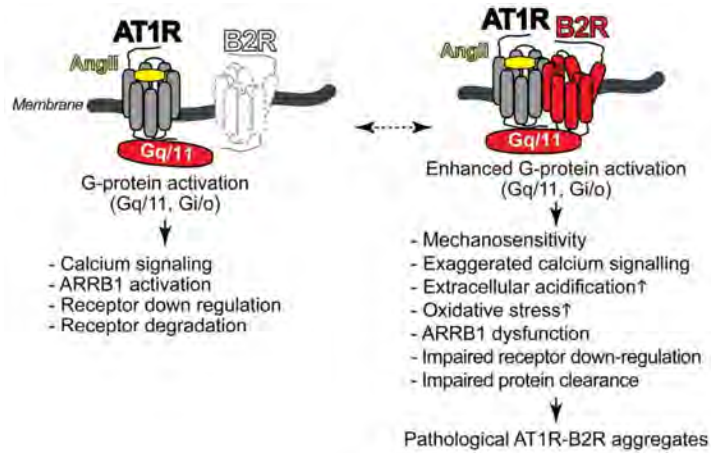 AT1R
B2R
AngII
Membrane
Gq/11
G-protein activation
(Gq/11, Gi/o)
- Calcium signaling
- ARRB1 activation
- Receptor down regulation
- Receptor degradation
AT1R
B2R
AngII
Gq/11
Enhanced G-protein activation
(Gq/11, Gi/o)
- Mechanosensitivity
- Exaggerated calcium signalling
- Extracellular acidification↑
- Oxidative stress↑
- ARRB1 dysfunction
- Impaired receptor down-regulation
- Impaired protein clearance
Pathological AT1R-B2R aggregates